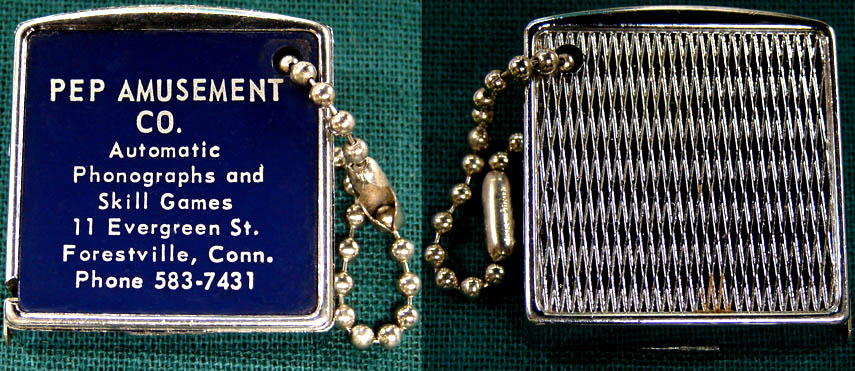 PEP AMUSEMENT
CO.
Automatic
Phonographs and
Skill Games
11 Evergreen St.
Forestville, Conn.
Phone 583-7431